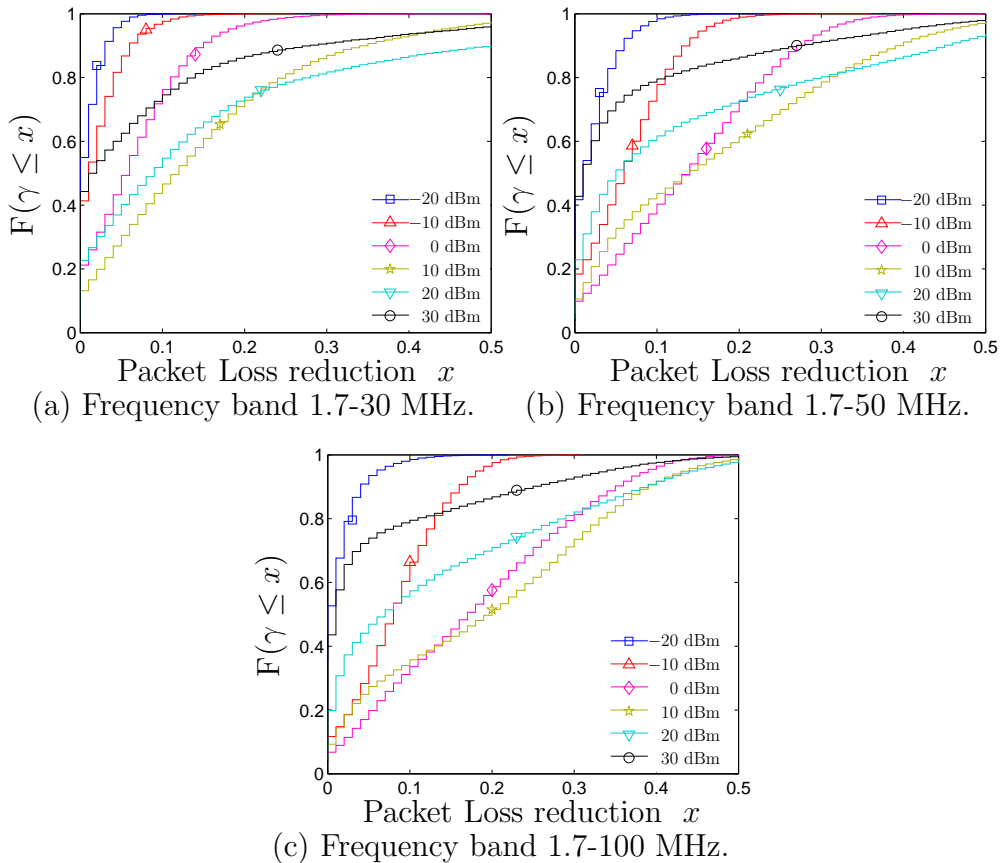 1
0.8
0.6
0.4
0.2
0
F(γ ≤ x)
0 0.1 0.2 0.3 0.4 0.5
Packet Loss reduction x
−20 dBm
−10 dBm
0 dBm
10 dBm
20 dBm
30 dBm
(a) Frequency band 1.7-30 MHz.
1
0.8
0.6
0.4
0.2
0
F(γ ≤ x)
0 0.1 0.2 0.3 0.4 0.5
Packet Loss reduction x
−20 dBm
−10 dBm
0 dBm
10 dBm
20 dBm
30 dBm
(b) Frequency band 1.7-50 MHz.
1
0.8
0.6
0.4
0.2
0
F(γ ≤ x)
0 0.1 0.2 0.3 0.4 0.5
Packet Loss reduction x
−20 dBm
−10 dBm
0 dBm
10 dBm
20 dBm
30 dBm
(c) Frequency band 1.7-100 MHz.